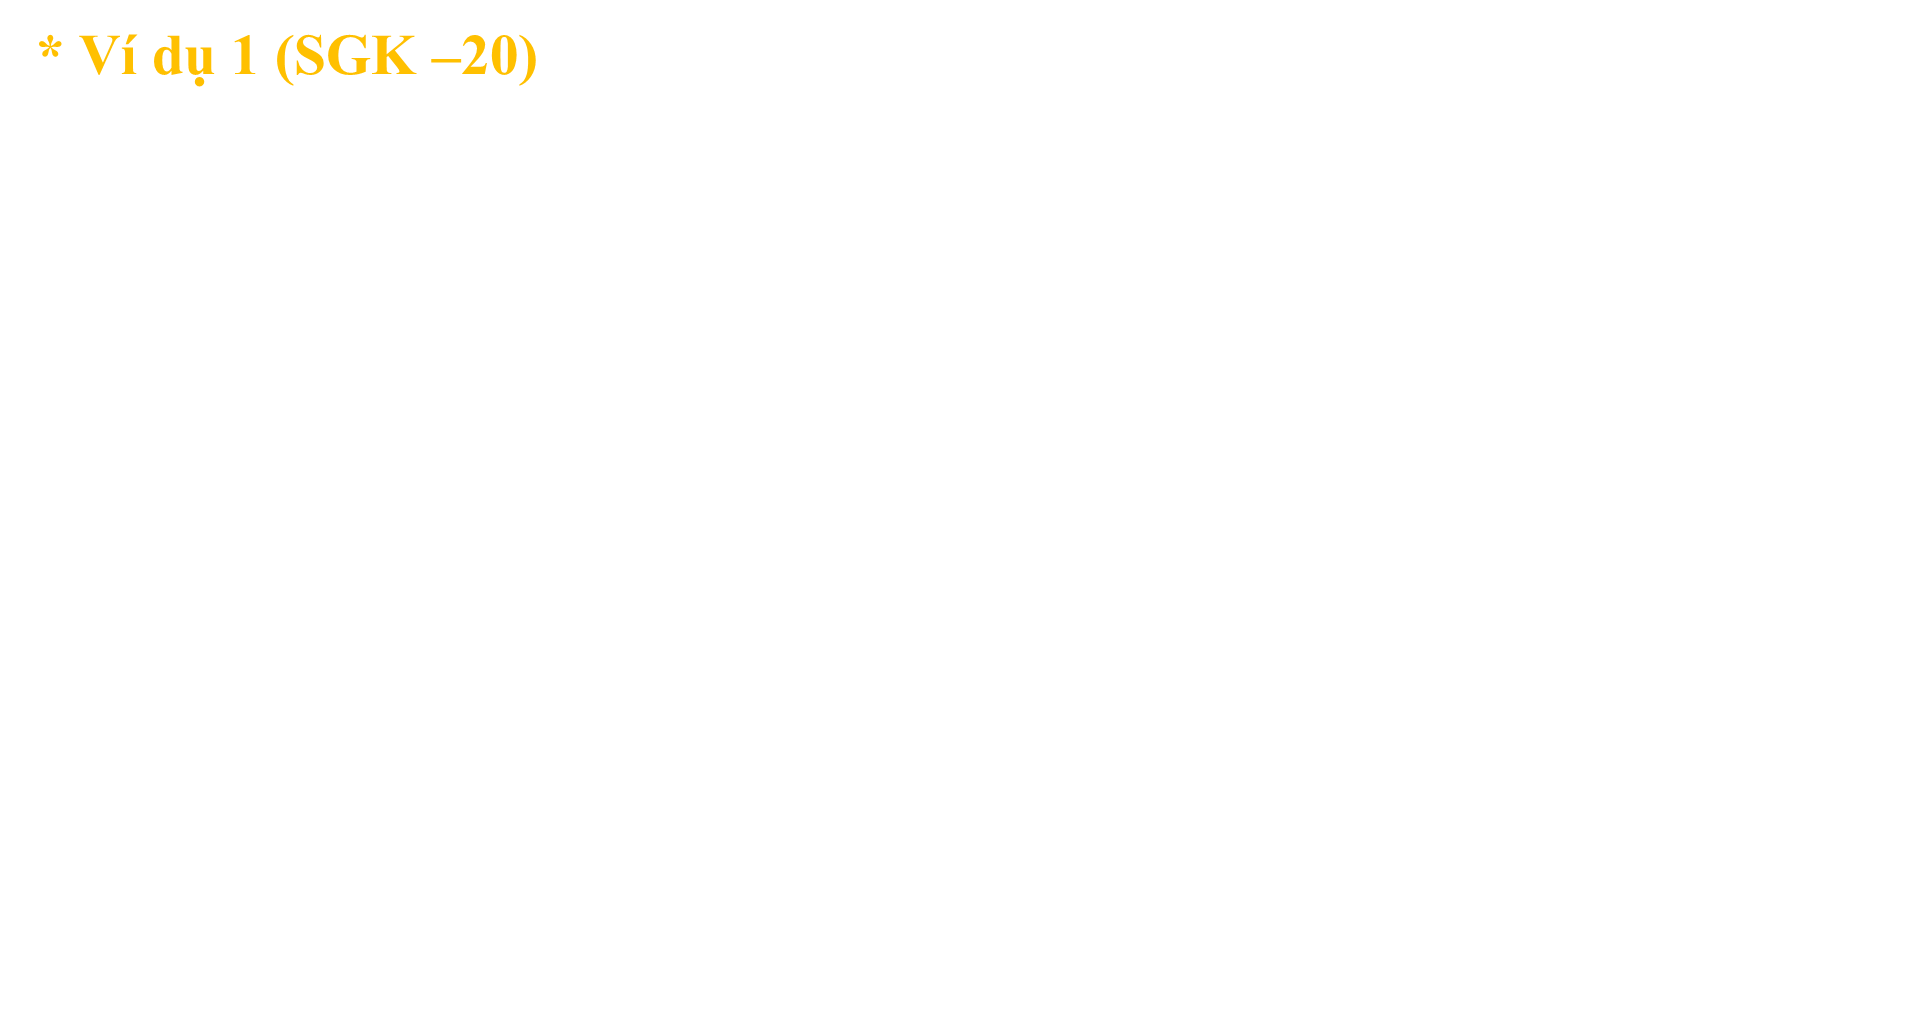 * Ví dụ 1 (SGK –20)